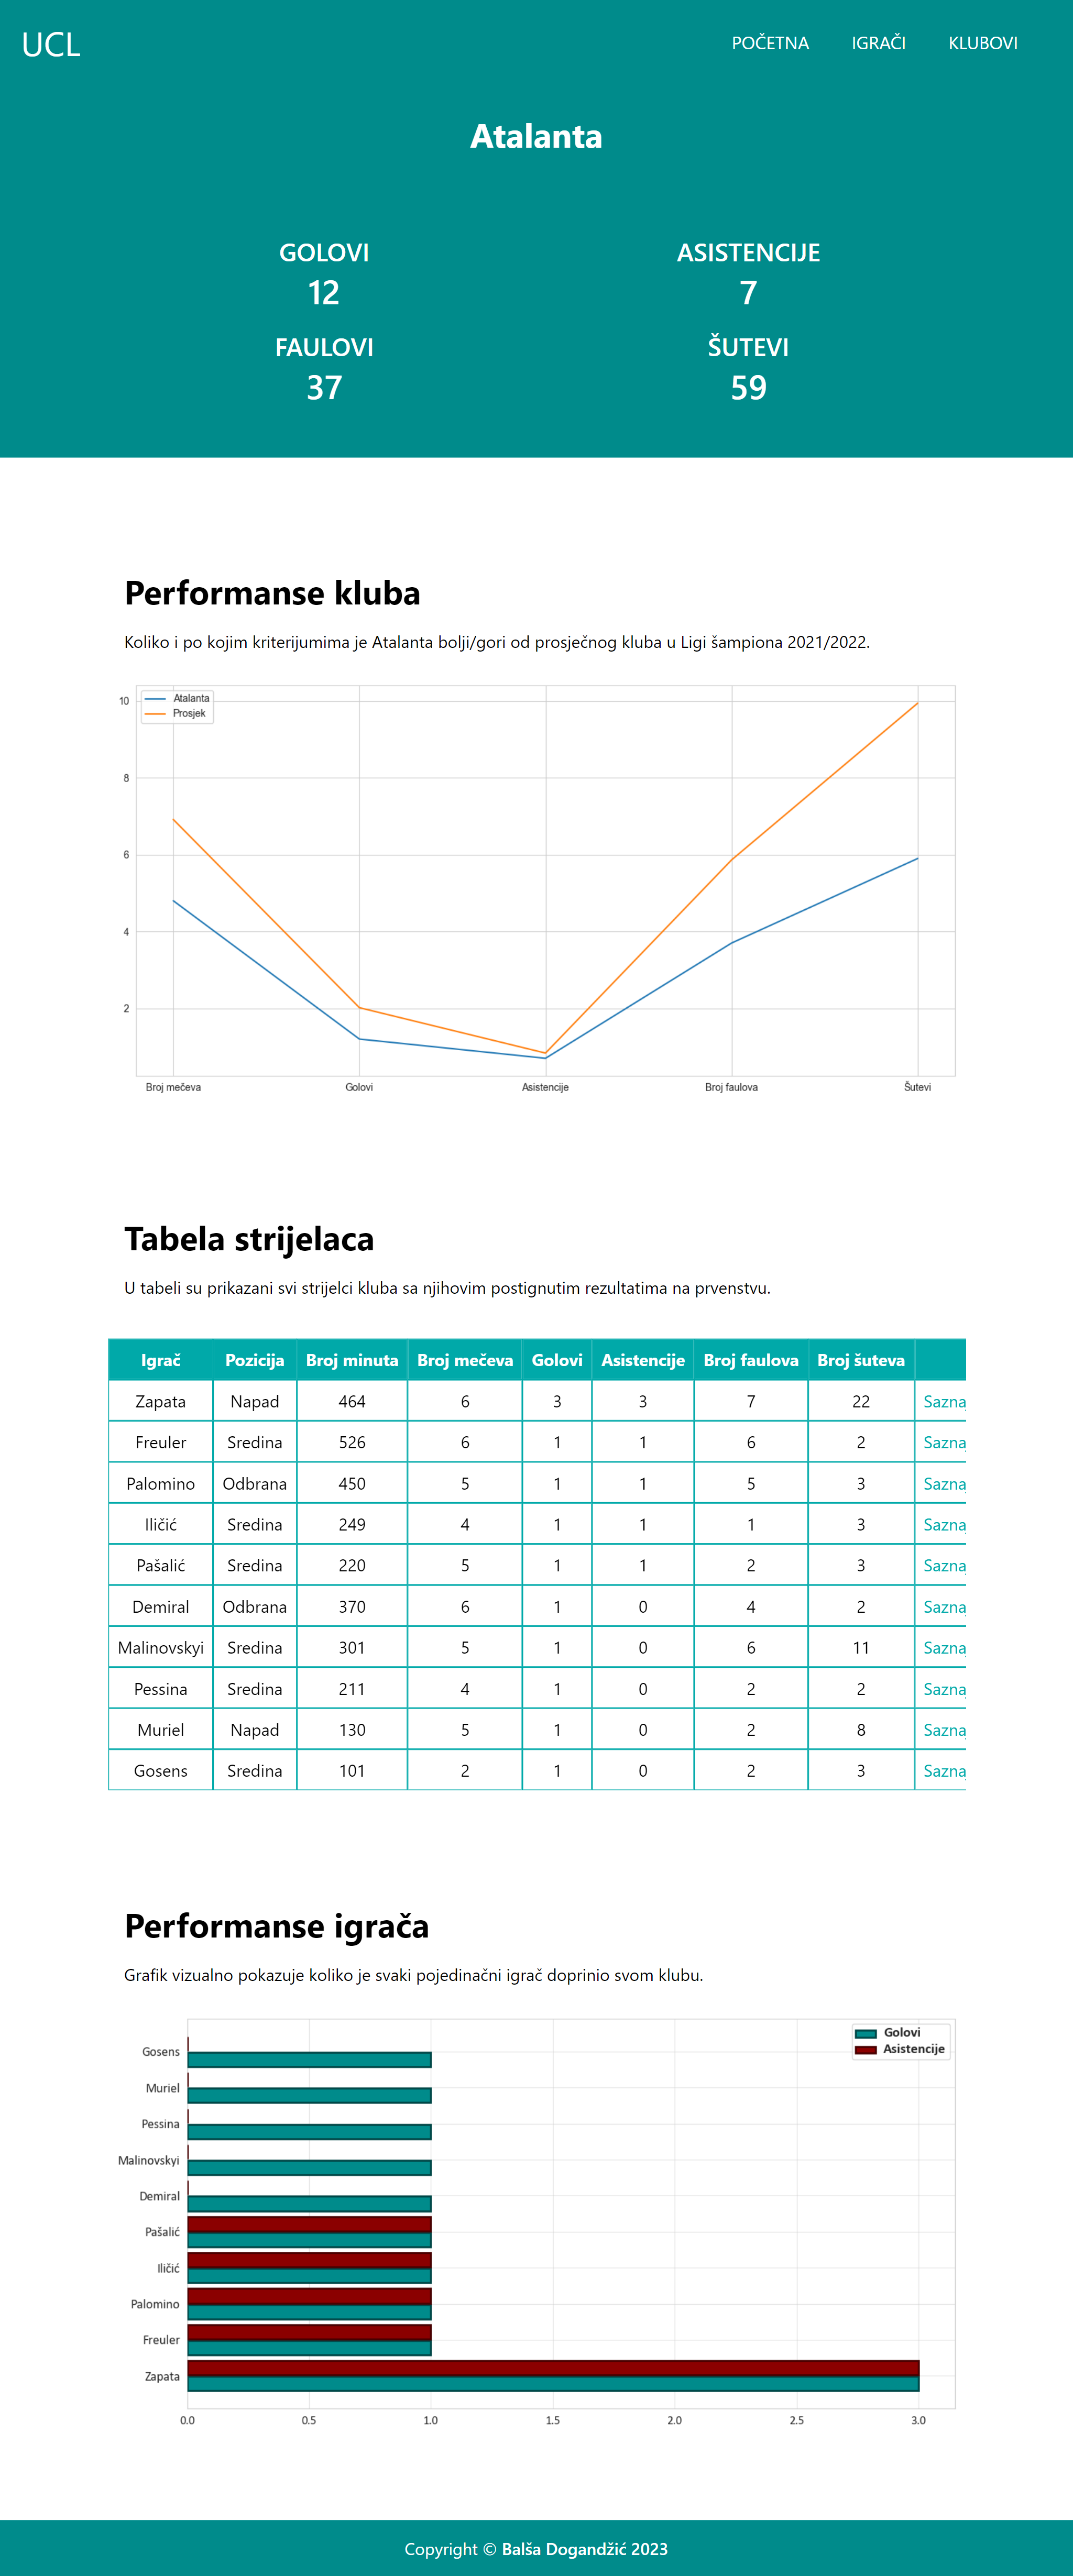 UCL POČETNA IGRAČI KLUBOVI
Atalanta
GOLOVI ASISTENCIJE
12 7
FAULOVI ŠUTEVI
37 59
Performanse kluba
Koliko i po kojim kriterijumima je Atalanta bolji/gori od prosječnog kluba u Ligi šampiona 2021/2022.
Atalanta
Prosjek
10
8
6
4
2
Broj mečeva Golovi Asistencije Broj faulova Šutevi
Tabela strijelaca
U tabeli su prikazani svi strijelci kluba sa njihovim postignutim rezultatima na prvenstvu.
Igrač Pozicija Broj minuta Broj mečeva Golovi Asistencije Broj faulova Broj šuteva
Zapata Napad 464 6 3 3 7 22 Saznaj
Freuler Sredina 526 6 1 1 6 2 Saznaj
Palomino Odbrana 450 5 1 1 5 3 Saznaj
Iličić Sredina 249 4 1 1 1 3 Saznaj
Pašalić Sredina 220 5 1 1 2 3 Saznaj
Demiral Odbrana 370 6 1 0 4 2 Saznaj
Malinovskyi Sredina 301 5 1 0 6 11 Saznaj
Pessina Sredina 211 4 1 0 2 2 Saznaj
Muriel Napad 130 5 1 0 2 8 Saznaj
Gosens Sredina 101 2 1 0 2 3 Saznaj
Performanse igrača
Grafik vizualno pokazuje koliko je svaki pojedinačni igrač doprinio svom klubu.
Golovi
Asistencije
Gosens
Muriel
Pessina
Malinovskyi
Demiral
Pašalić
Iličić
Palomino
Freuler
Zapata
0.0 0.5 1.0 1.5 2.0 2.5 3.0
Copyright © Balša Dogandžić 2023